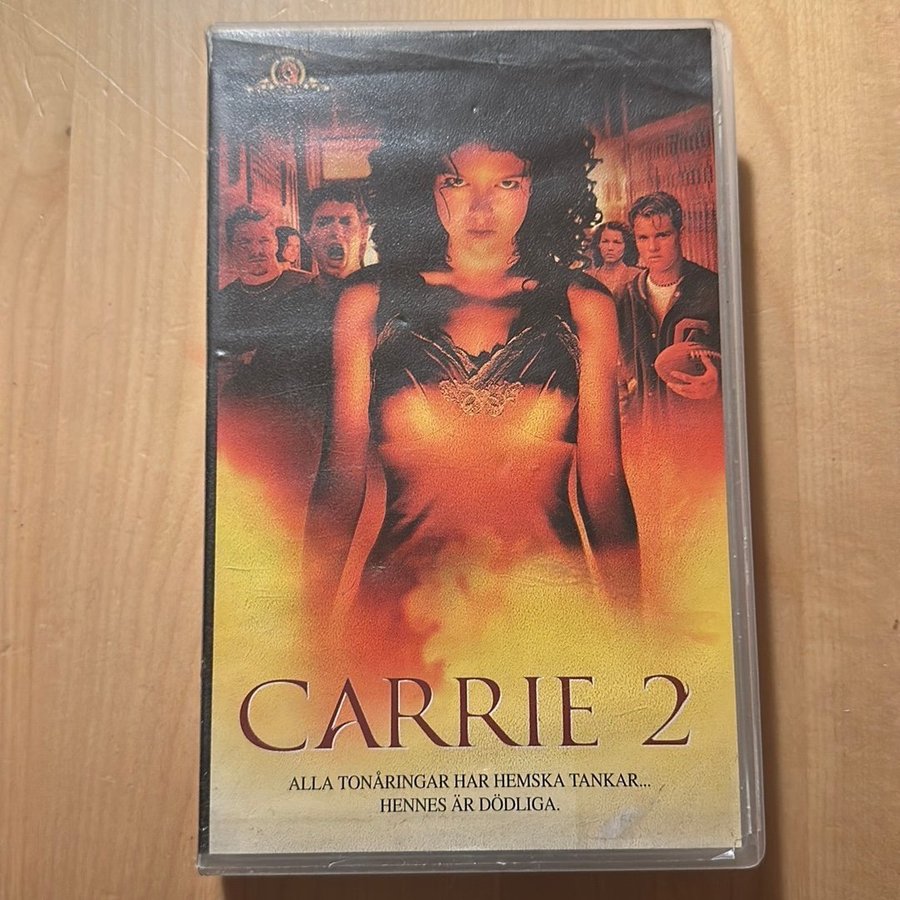 CARRIE 2
ALLA TONÅRINGAR HAR HEMSKA TANKAR...
HENNES ÄR DÖDLIGA.